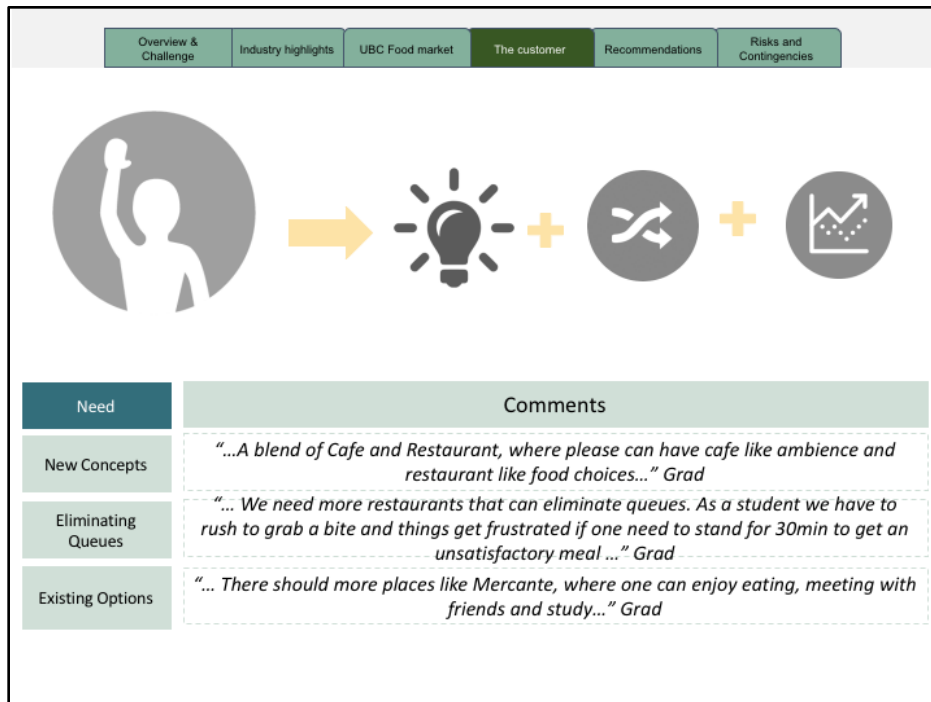 Overview &
Challenge
Industry highlights
UBC Food market
The customer
Recommendations
Risks and
Contingencies
Need
Comments
New Concepts
“...A blend of Cafe and Restaurant, where please can have cafe like ambience and
restaurant like food choices...” Grad
Eliminating
Queues
“... We need more restaurants that can eliminate queues. As a student we have to
rush to grab a bite and things get frustrated if one need to stand for 30min to get an
unsatisfactory meal ...” Grad
Existing Options
“... There should more places like Mercante, where one can enjoy eating, meeting with
friends and study...” Grad